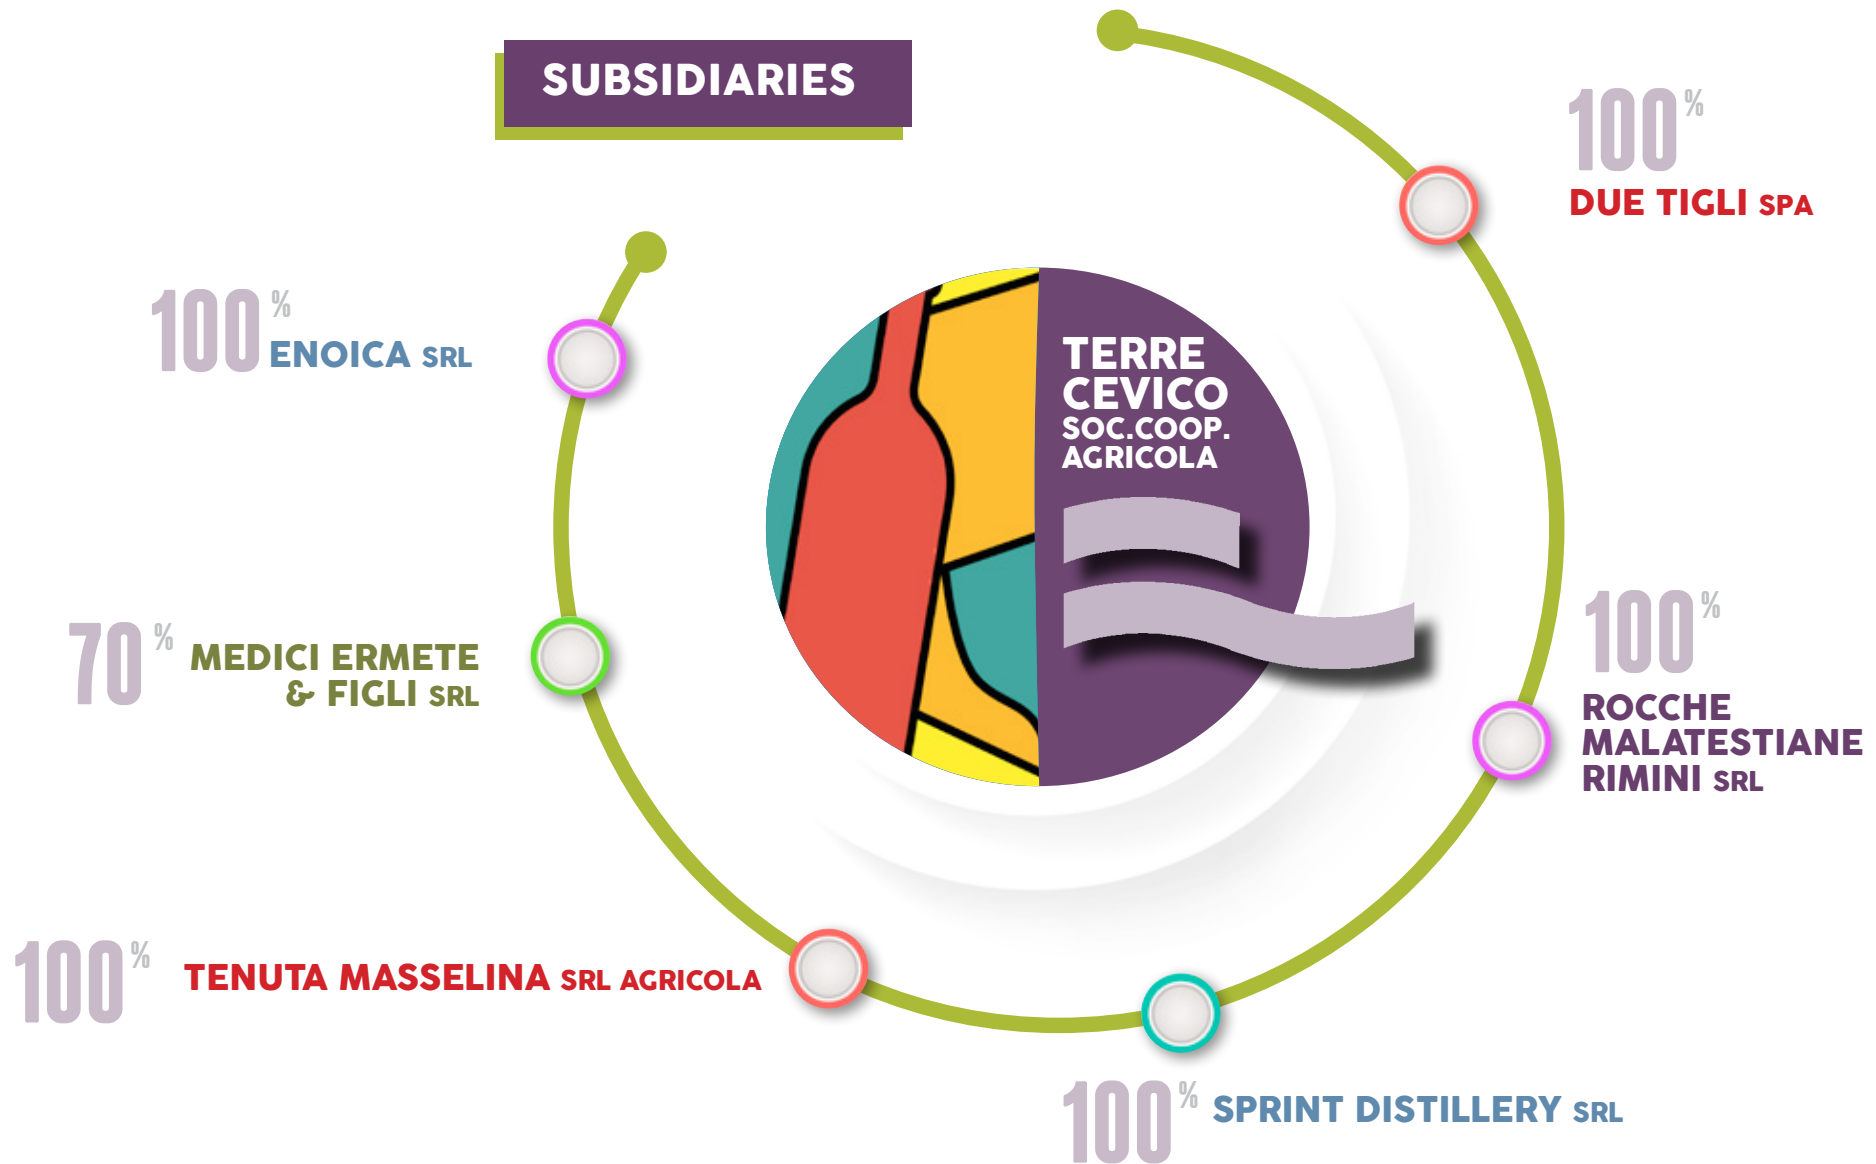 SUBSIDIARIES
100%
DUE TIGLI SPA
100%
ENOICA SRL
TERRE
CEVICO
SOC.COOP.
AGRICOLA
100%
ROCCHE
MALATESTIANE
RIMINI SRL
70%
MEDICI ERMETE
& FIGLI SRL
100%
TENUTA MASSELINA SRL AGRICOLA
100%
SPRINT DISTILLERY SRL